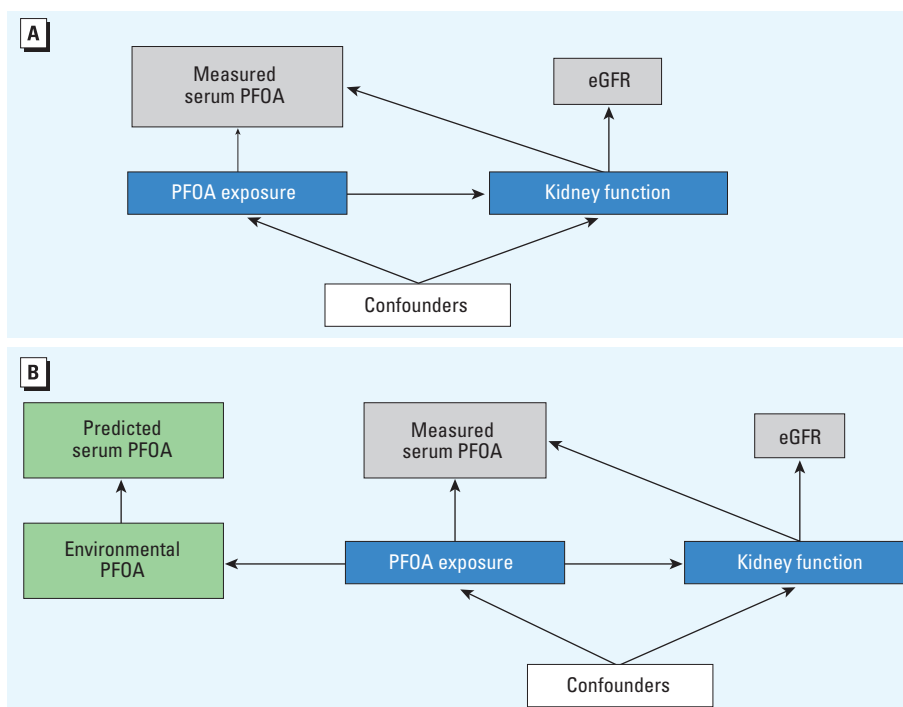 A
Measured
serum PFOA
eGFR
PFOA exposure
Kidney function
Confounders
B
Predicted
serum PFOA
Measured
serum PFOA
eGFR
Environmental
PFOA
PFOA exposure
Kidney function
Confounders